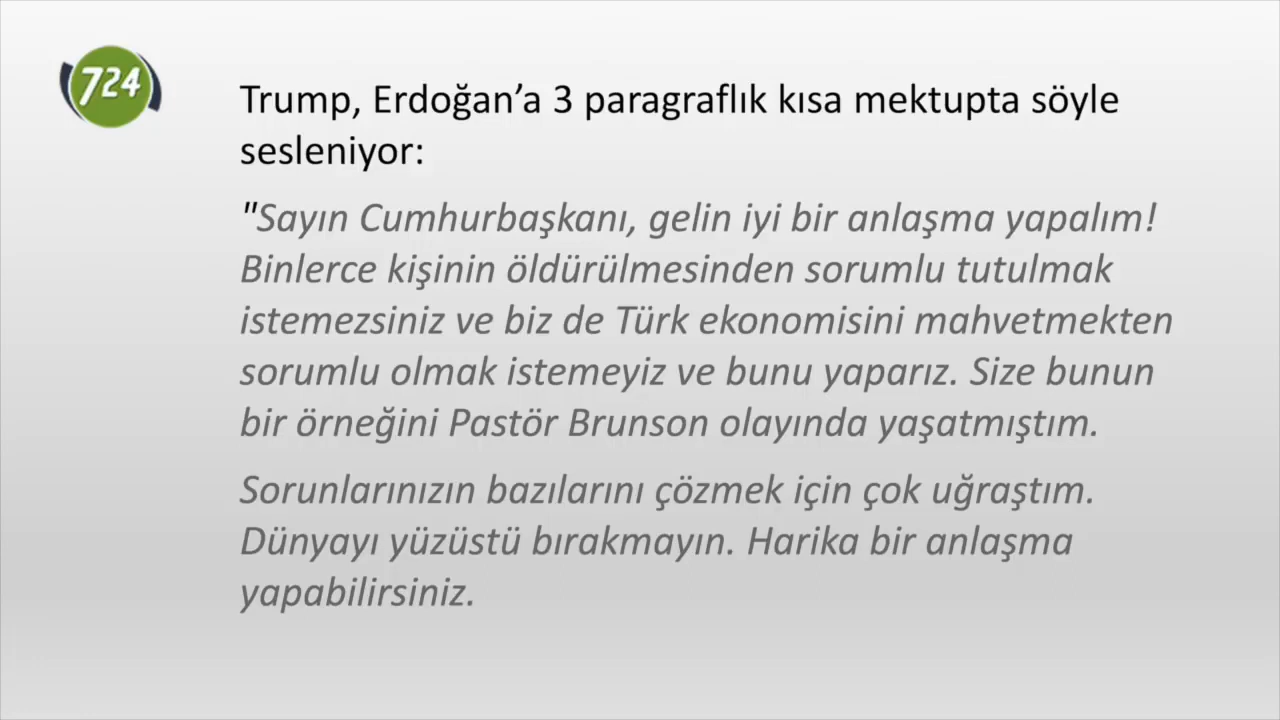 724
Trump, Erdoğan’a 3 paragraflık kısa mektupta söyle
sesleniyor:
"Sayın Cumhurbaşkanı, gelin iyi bir anlaşma yapalım!
Binlerce kişinin öldürülmesinden sorumlu tutulmak
istemezsiniz ve biz de Türk ekonomisini mahvetmekten
sorumlu olmak istemeyiz ve bunu yaparız. Size bunun
bir örneğini Pastör Brunson olayında yaşatmıştım.
Sorunlarınızın bazılarını çözmek için çok uğraştım.
Dünyayı yüzüstü bırakmayın. Harika bir anlaşma
yapabilirsiniz.